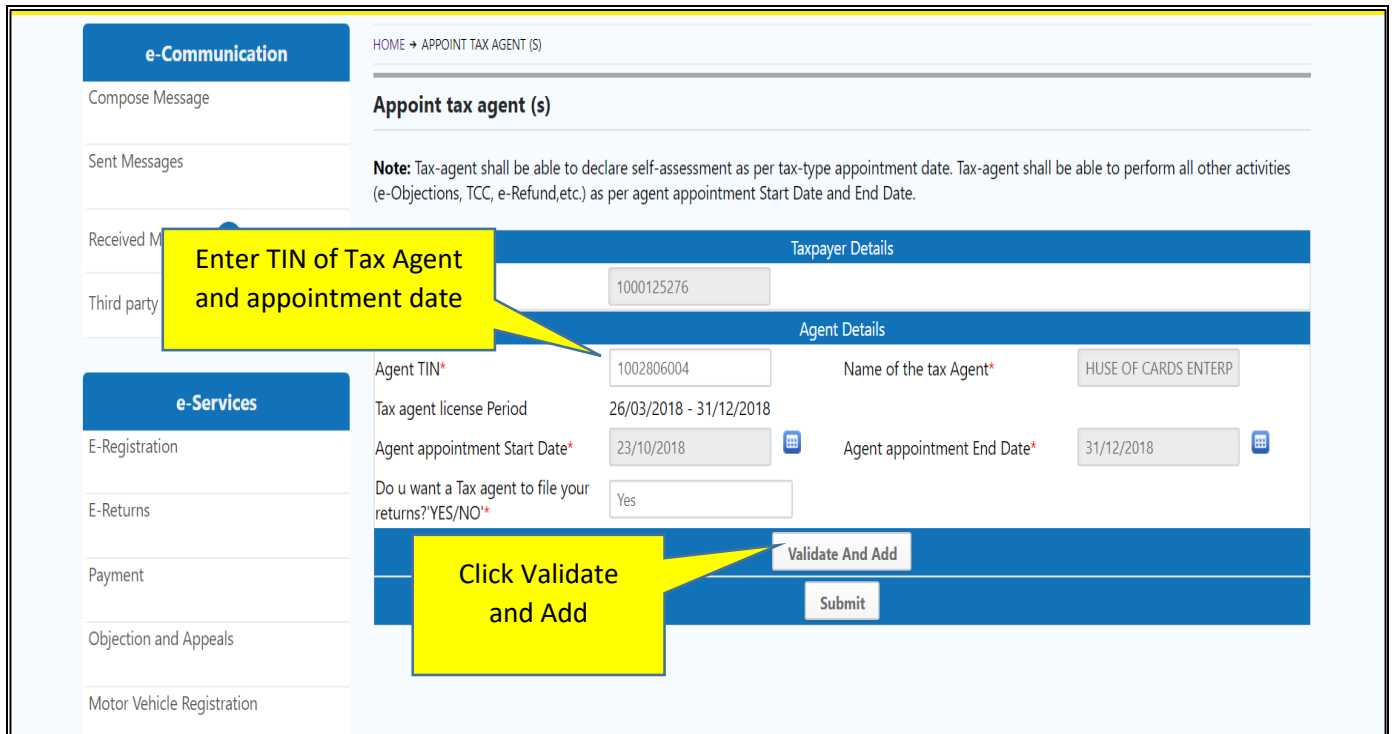 e-Communication
Compose Message
Sent Messages
Received M
Third party
e-Services
E-Registration
E-Returns
Payment
Objection and Appeals
Motor Vehicle Registration
HOME → APPOINT TAX AGENT (S)
Appoint tax agent (s)
Note: Tax-agent shall be able to declare self-assessment as per tax-type appointment date. Tax-agent shall be able to perform all other activities
(e-Objections, TCC, e-Refund,etc.) as per agent appointment Start Date and End Date.
Enter TIN of Tax Agent
and appointment date
Taxpayer Details
1000125276
Agent Details
Agent TIN* 1002806004 Name of the tax Agent* HUSE OF CARDS ENTERP
Tax agent license Period 26/03/2018 - 31/12/2018
Agent appointment Start Date* 23/10/2018 Agent appointment End Date* 31/12/2018
Do u want a Tax agent to file your
returns?'YES/NO'* Yes
Click Validate
and Add
Validate And Add
Submit